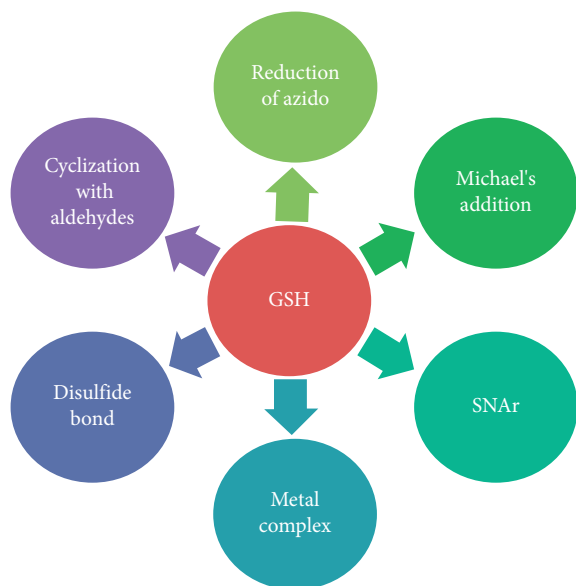 Reduction
of azido
Cyclization
with
aldehydes
Michael's
addition
GSH
Disulfide
bond
SNAr
Metal
complex